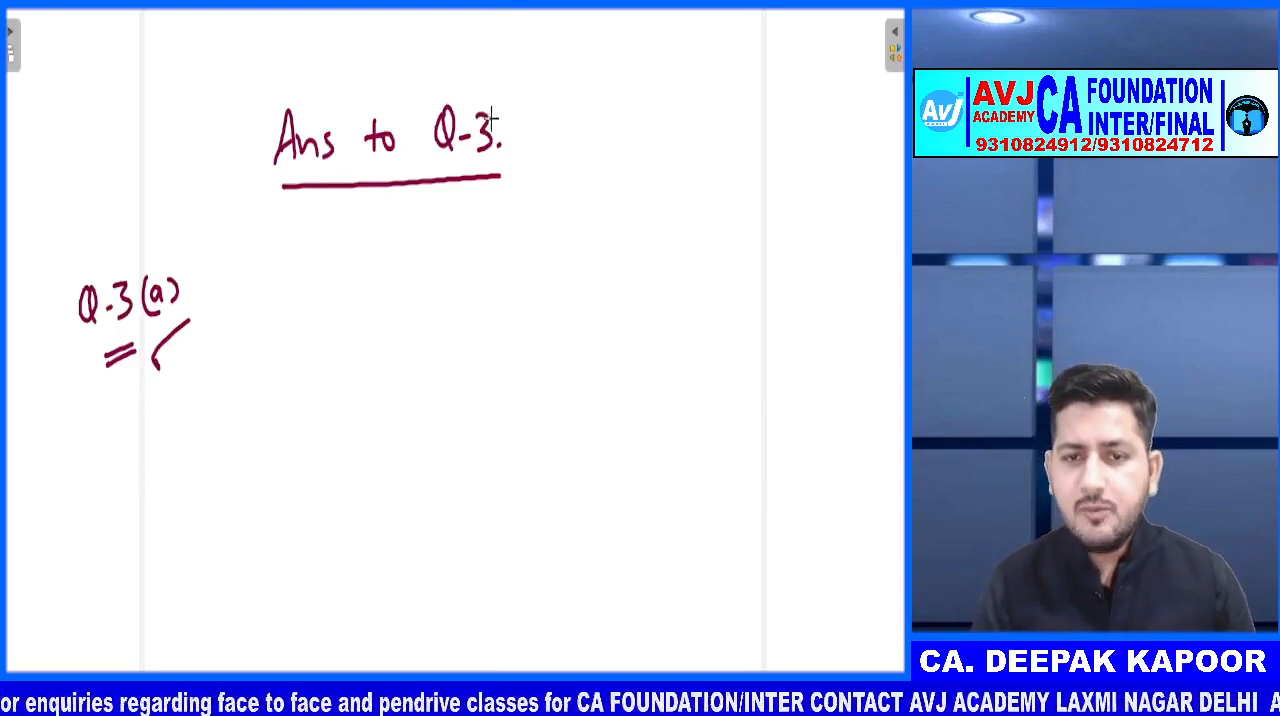 Ans to Q-3.
Q-3(a)
AVJ
AVJ
ACADEMY
CA
FOUNDATION
INTER/FINAL
9310824912/9310824712
CA. DEEPAK KAPOOR
or enquiries regarding face to face and pendrive classes for CA FOUNDATION/INTER CONTACT AVJ ACADEMY LAXMI NAGAR DELHI A